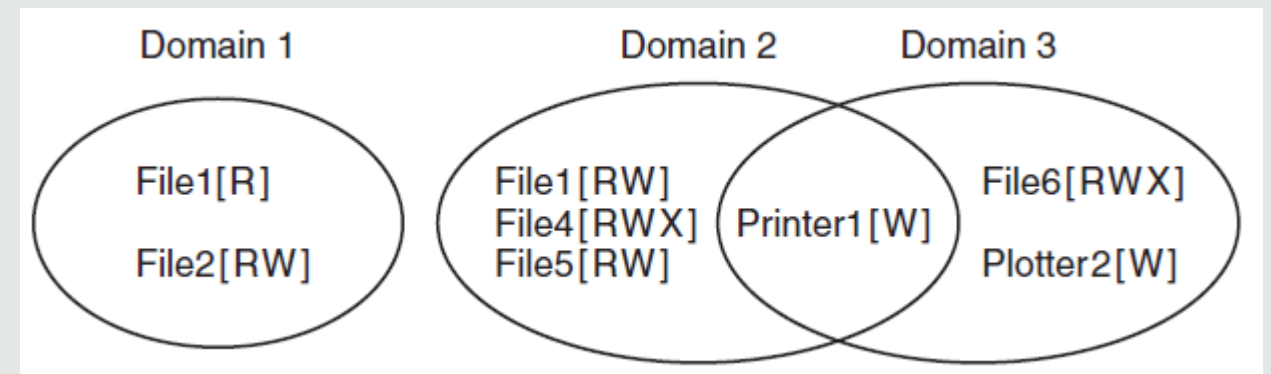 Domain 1
Domain 2
Domain 3
File1[R]
File2[RW]
File1[RW]
File4[RWX]
File5[RW]
Printer1[W]
File6[RWX]
Plotter2[W]